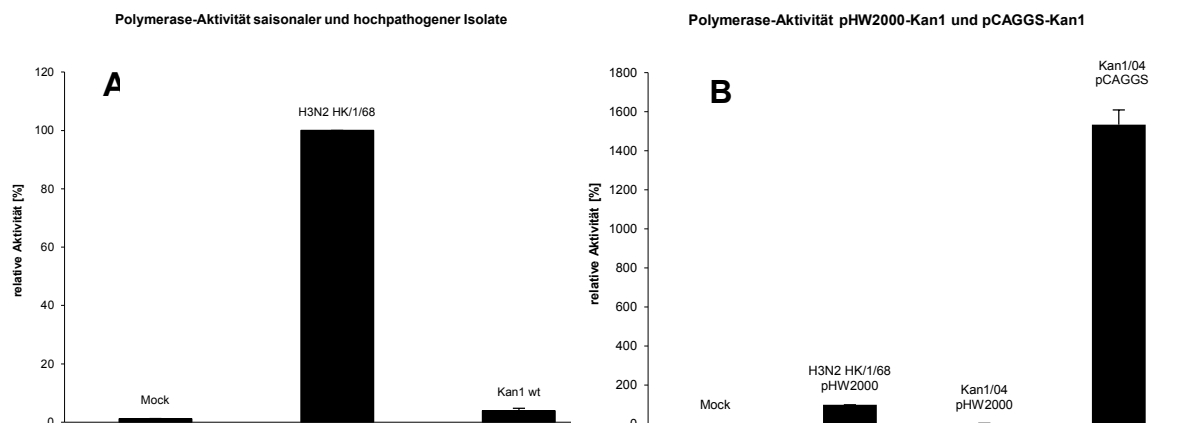 Polymerase-Aktivität saisonaler und hochpathogener Isolate
A
120
100
80
60
40
20
0
relative Aktivität [%]
Mock
H3N2 HK/1/68
Kan1 wt
Polymerase-Aktivität pHW2000-Kan1 und pCAGGS-Kan1
B
1800
1600
1400
1200
1000
800
600
400
200
0
relative Aktivität [%]
Mock
H3N2 HK/1/68
pHW2000
Kan1/04
pHW2000
Kan1/04
pCAGGS